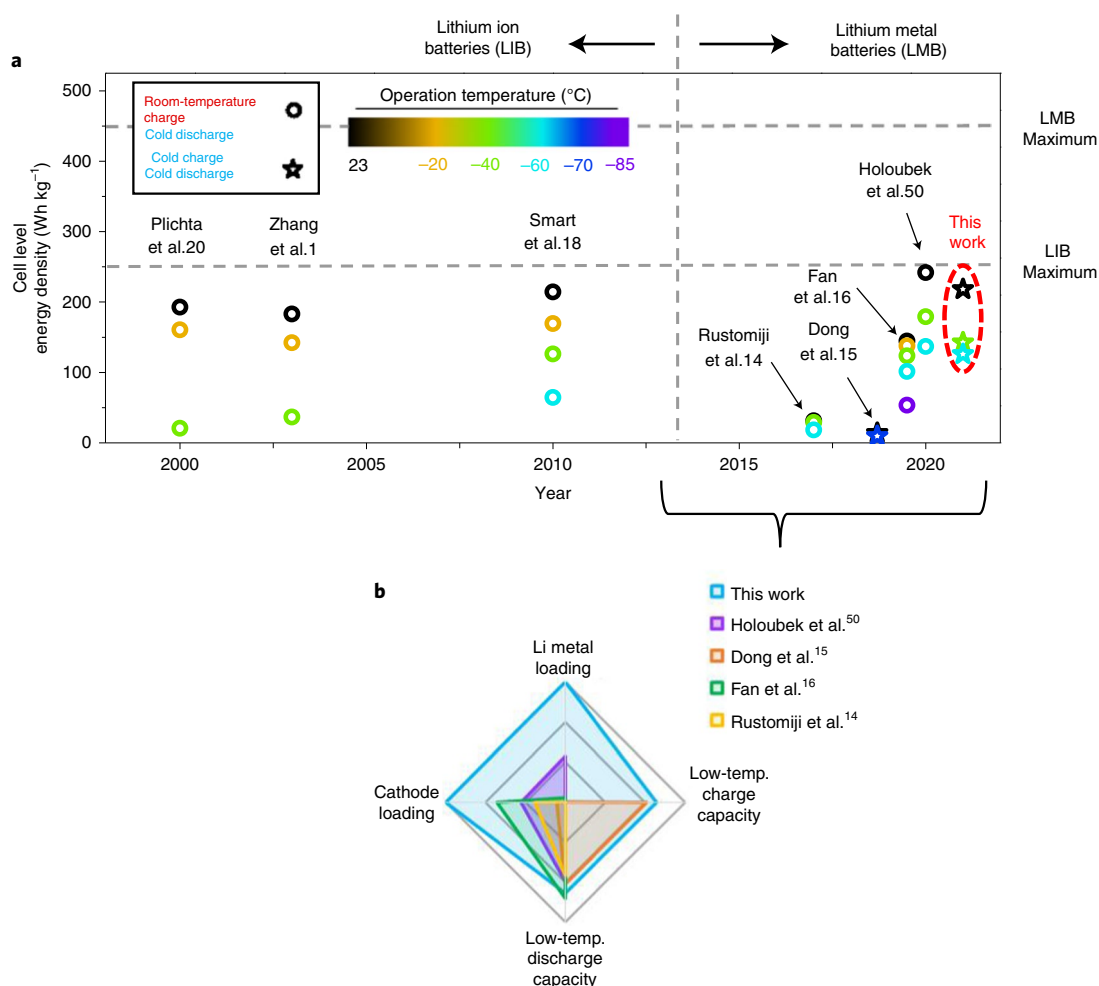 Lithium ion
batteries (LIB)
Lithium metal
batteries (LMB)
a
Cell level
energy density (Wh kg⁻¹)
500
400
300
200
100
0
Room-temperature
charge
Cold discharge
Cold charge
Cold discharge
Operation temperature (°C)
23
–20
–40
–60
–70
–85
LMB
Maximum
LIB
Maximum
Plichta
et al.20
Zhang
et al.1
Smart
et al.18
Rustomiji
et al.14
Dong
et al.15
Fan
et al.16
Holoubek
et al.50
This
work
2000
2005
2010
2015
2020
Year
b
This work
Holoubek et al.⁵⁰
Dong et al.¹⁵
Fan et al.¹⁶
Rustomiji et al.¹⁴
Li metal
loading
Cathode
loading
Low-temp.
charge
capacity
Low-temp.
discharge
capacity